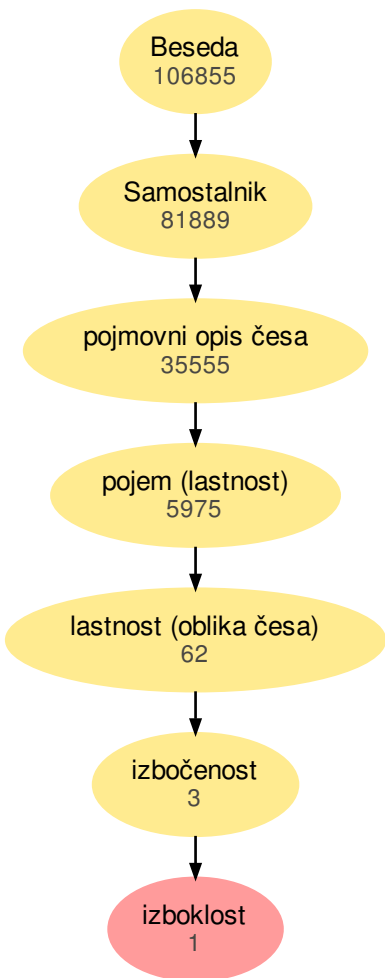 Beseda
106855
Samostalnik
81889
pojmovni opis česa
35555
pojem (lastnost)
5975
lastnost (oblika česa)
62
izbočenost
3
izboklost
1